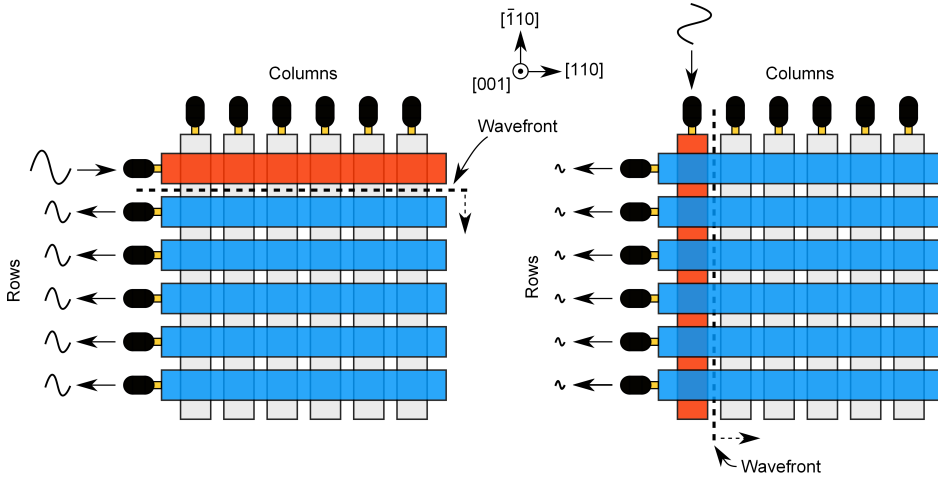 [1̄10]
[001]
[110]
Columns
Wavefront
Rows
Columns
Rows
Wavefront